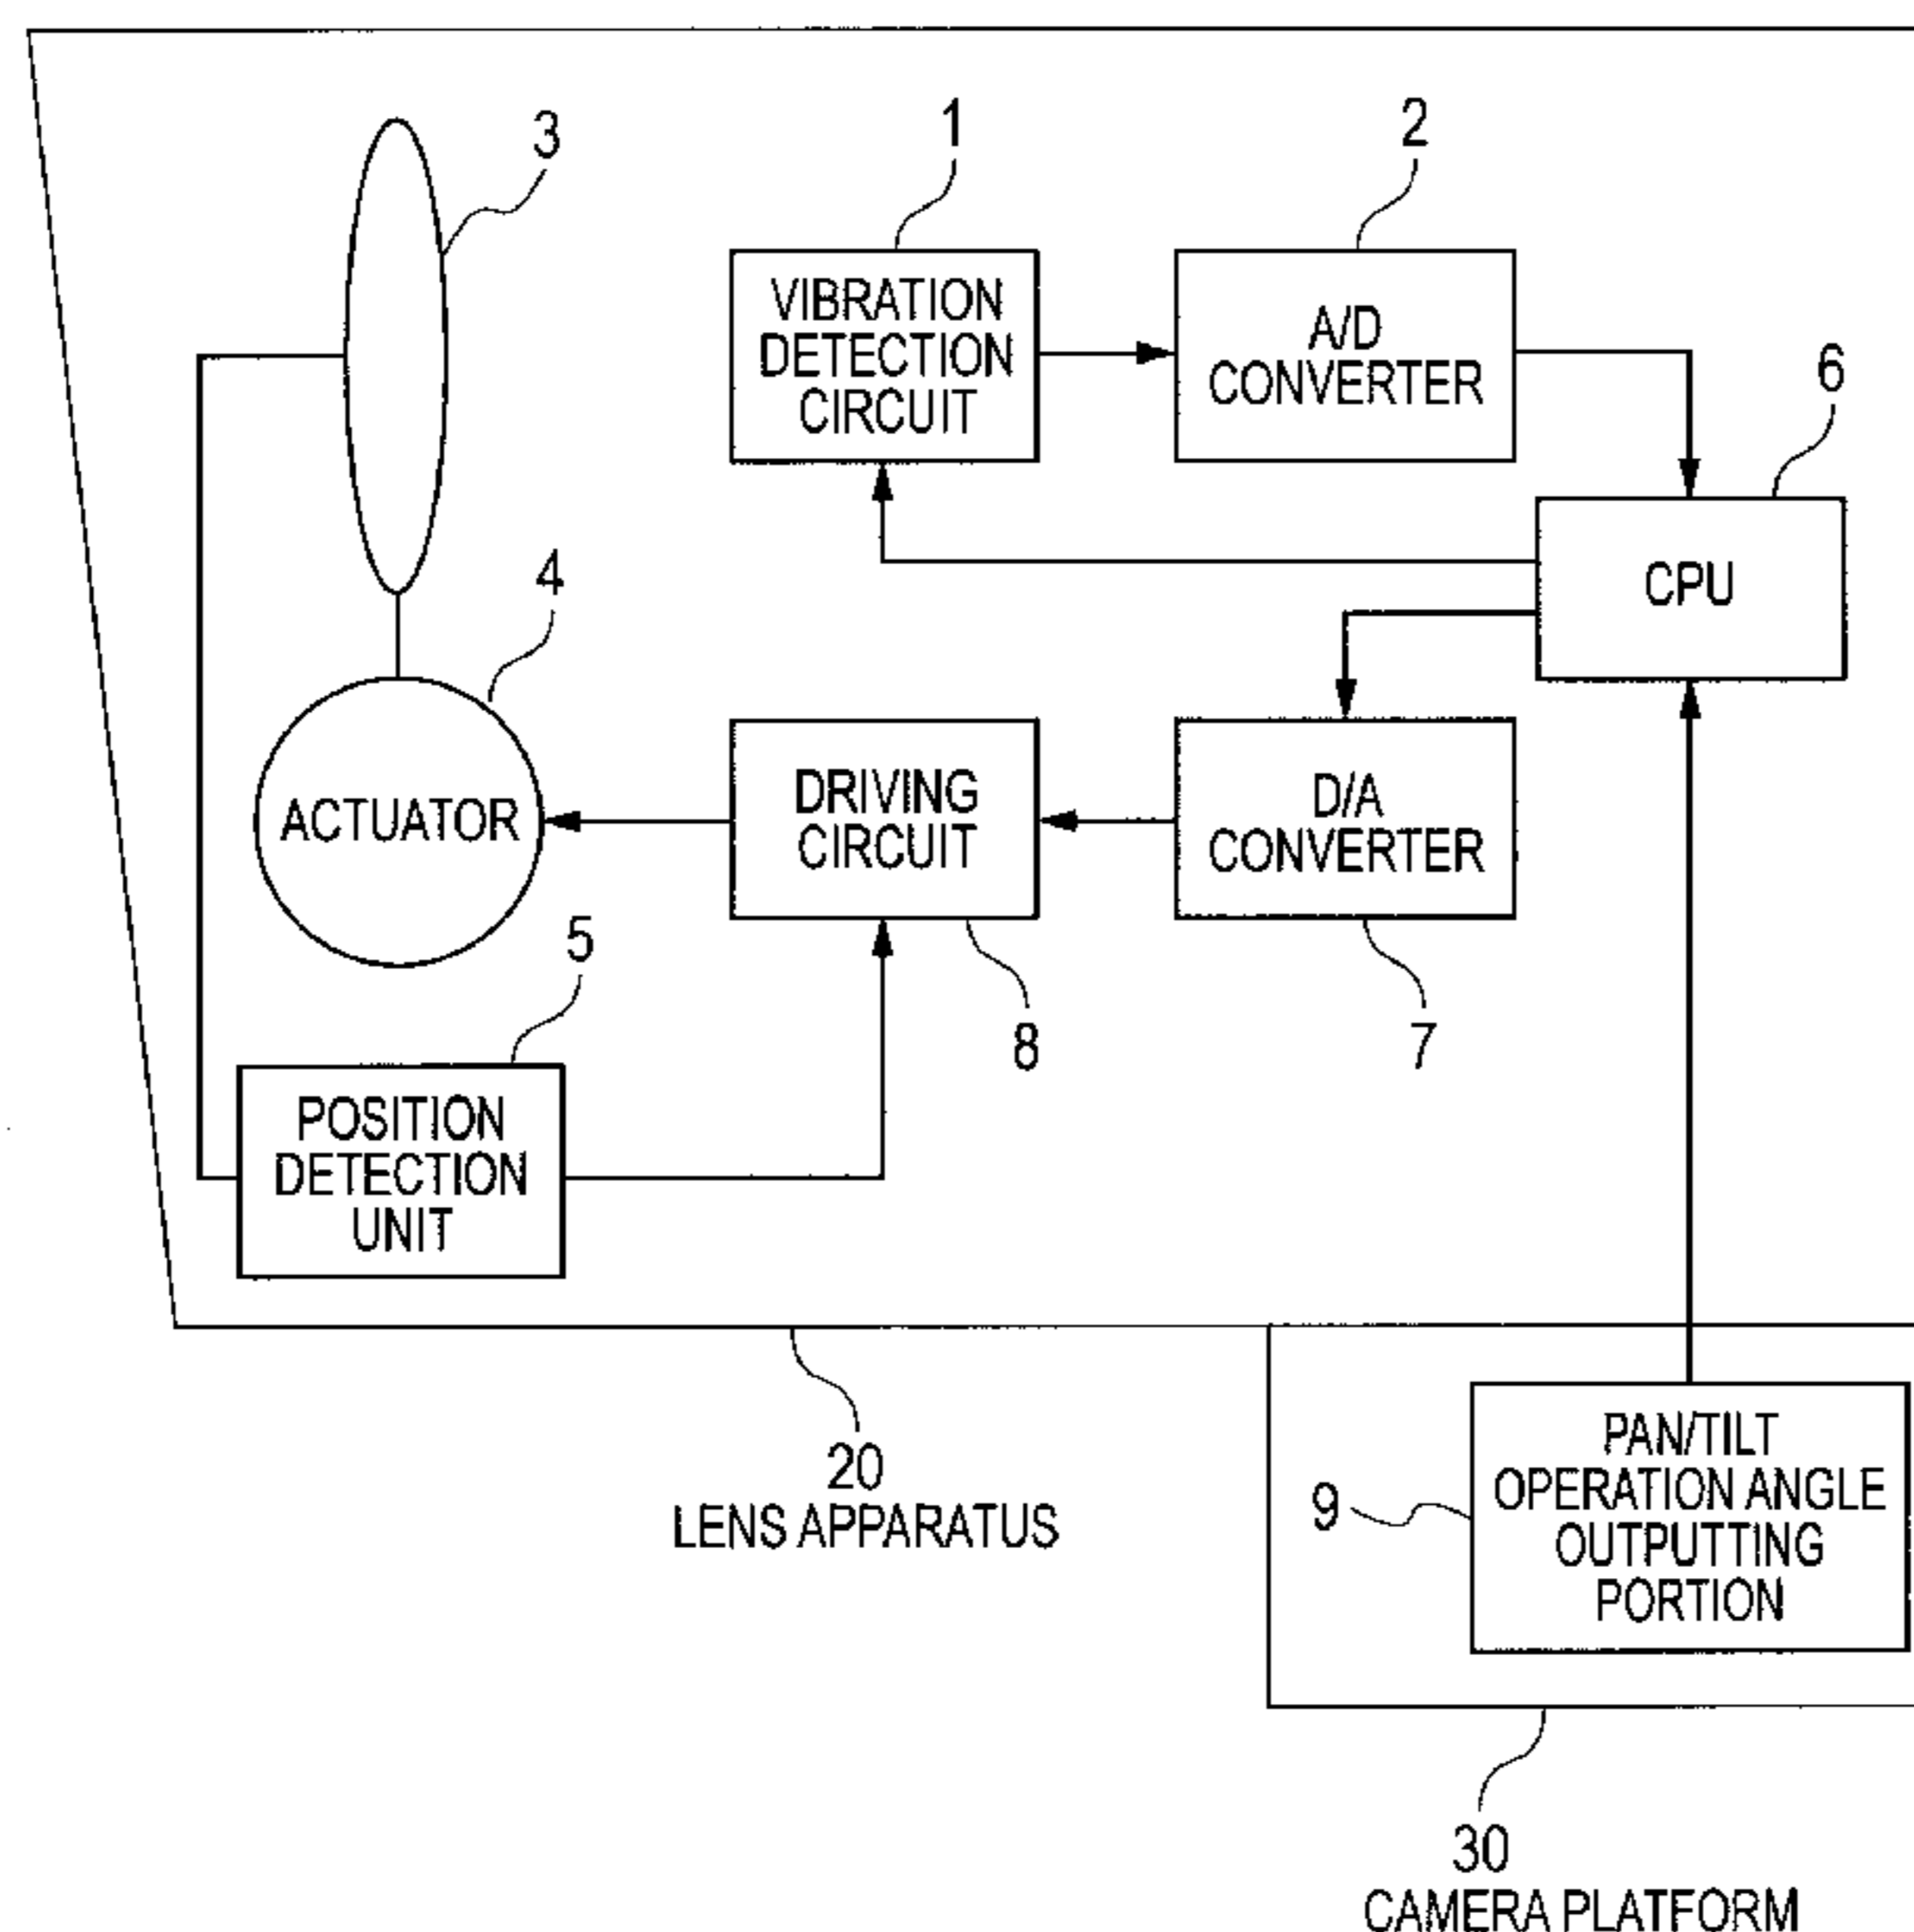 3
1
2
VIBRATION
DETECTION
CIRCUIT
A/D
CONVERTER
6
CPU
4
ACTUATOR
DRIVING
CIRCUIT
D/A
CONVERTER
5
8
7
POSITION
DETECTION
UNIT
20
LENS APPARATUS
9
PAN/TILT
OPERATION ANGLE
OUTPUTTING
PORTION
30
CAMERA PLATFORM